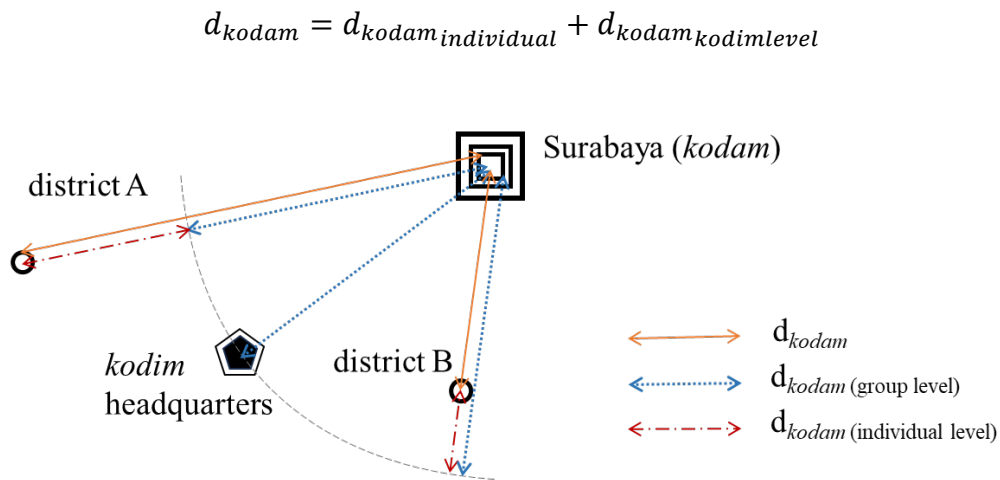 d_kodam = d_kodam_individual + d_kodam_kodimlevel
Surabaya (kodam)
district A
kodim
headquarters
district B
d_kodam
d_kodam (group level)
d_kodam (individual level)